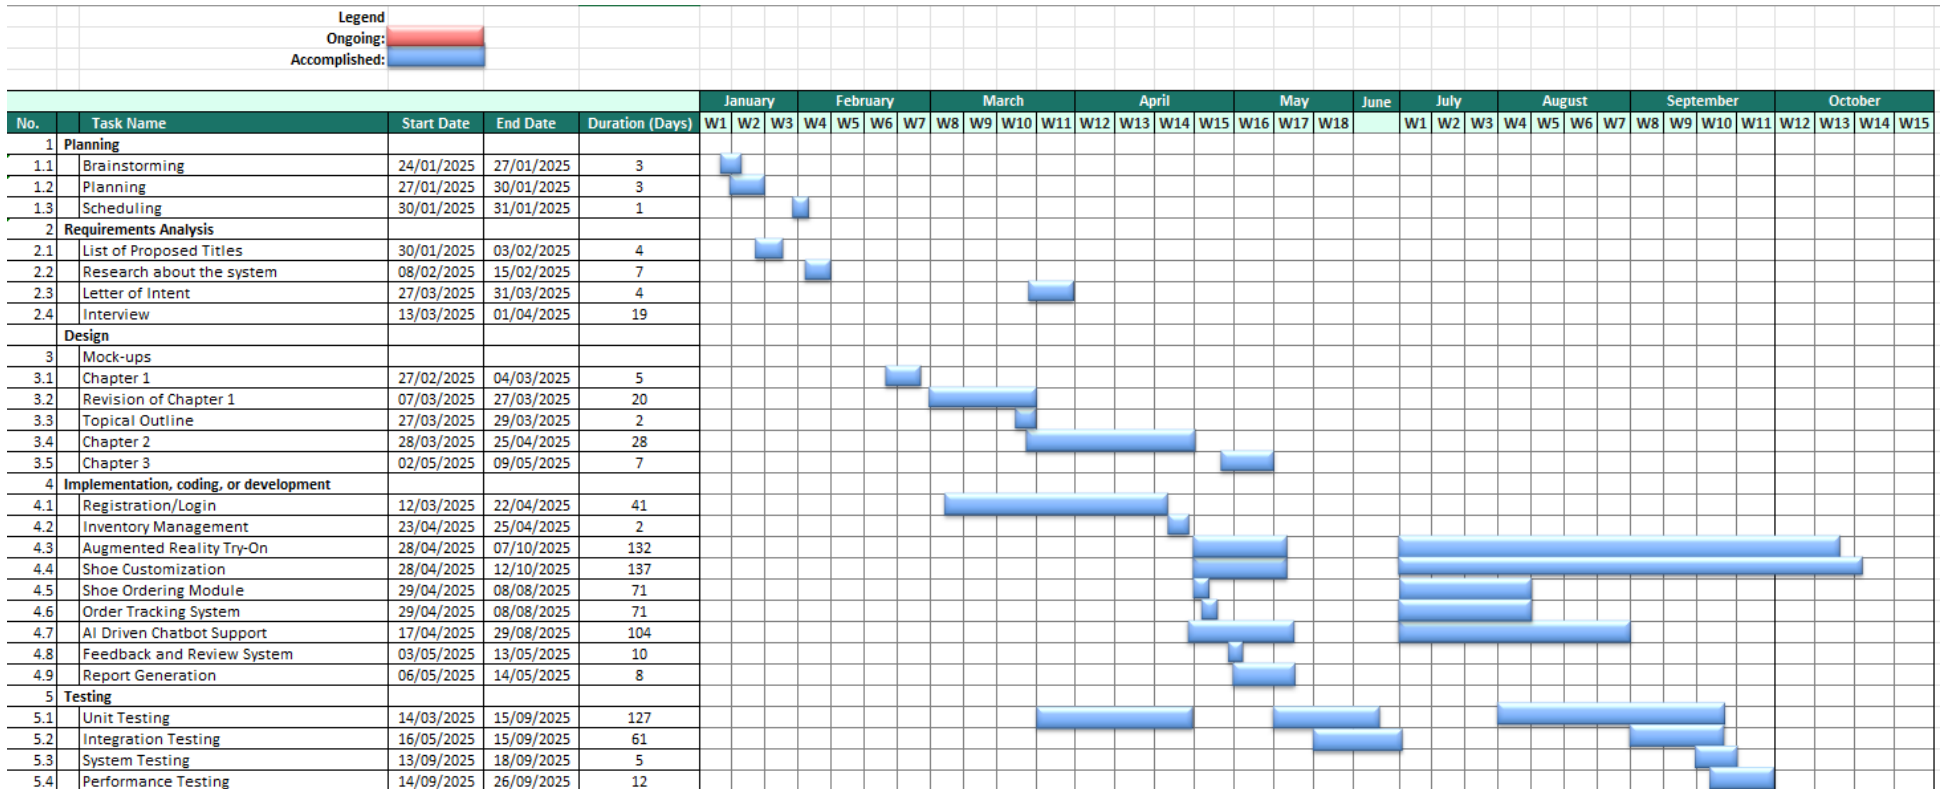 Legend
Ongoing:
Accomplished:
January February March April May June July August September October
No. Task Name Start Date End Date Duration (Days) W1 W2 W3 W4 W5 W6 W7 W8 W9 W10 W11 W12 W13 W14 W15 W16 W17 W18 W1 W2 W3 W4 W5 W6 W7 W8 W9 W10 W11 W12 W13 W14 W15
1 Planning
1.1 Brainstorming 24/01/2025 27/01/2025 3
1.2 Planning 27/01/2025 30/01/2025 3
1.3 Scheduling 30/01/2025 31/01/2025 1
2 Requirements Analysis
2.1 List of Proposed Titles 30/01/2025 03/02/2025 4
2.2 Research about the system 08/02/2025 15/02/2025 7
2.3 Letter of Intent 27/03/2025 31/03/2025 4
2.4 Interview 13/03/2025 01/04/2025 19
Design
3 Mock-ups
3.1 Chapter 1 27/02/2025 04/03/2025 5
3.2 Revision of Chapter 1 07/03/2025 27/03/2025 20
3.3 Topical Outline 27/03/2025 29/03/2025 2
3.4 Chapter 2 28/03/2025 25/04/2025 28
3.5 Chapter 3 02/05/2025 09/05/2025 7
4 Implementation, coding, or development
4.1 Registration/Login 12/03/2025 22/04/2025 41
4.2 Inventory Management 23/04/2025 25/04/2025 2
4.3 Augmented Reality Try-On 28/04/2025 07/10/2025 132
4.4 Shoe Customization 28/04/2025 12/10/2025 137
4.5 Shoe Ordering Module 29/04/2025 08/08/2025 71
4.6 Order Tracking System 29/04/2025 08/08/2025 71
4.7 AI Driven Chatbot Support 17/04/2025 29/08/2025 104
4.8 Feedback and Review System 03/05/2025 13/05/2025 10
4.9 Report Generation 06/05/2025 14/05/2025 8
5 Testing
5.1 Unit Testing 14/03/2025 15/09/2025 127
5.2 Integration Testing 16/05/2025 15/09/2025 61
5.3 System Testing 13/09/2025 18/09/2025 5
5.4 Performance Testing 14/09/2025 26/09/2025 12